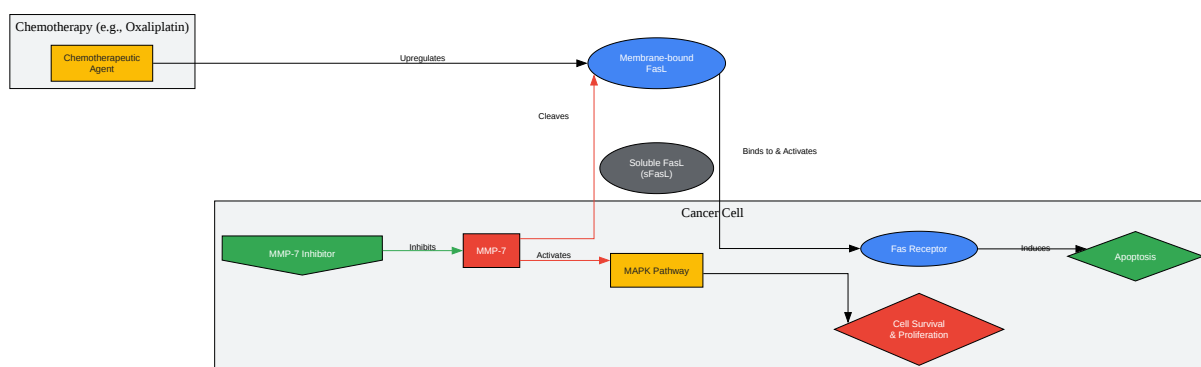 Chemotherapy (e.g., Oxaliplatin)
Chemotherapeutic
Agent
Upregulates
Membrane-bound
FasL
Cleaves
Binds to & Activates
Soluble FasL
(sFasL)
Cancer Cell
MMP-7 Inhibitor
Inhibits
MMP-7
Activates
MAPK Pathway
Fas Receptor
Induces
Apoptosis
Cell Survival
& Proliferation